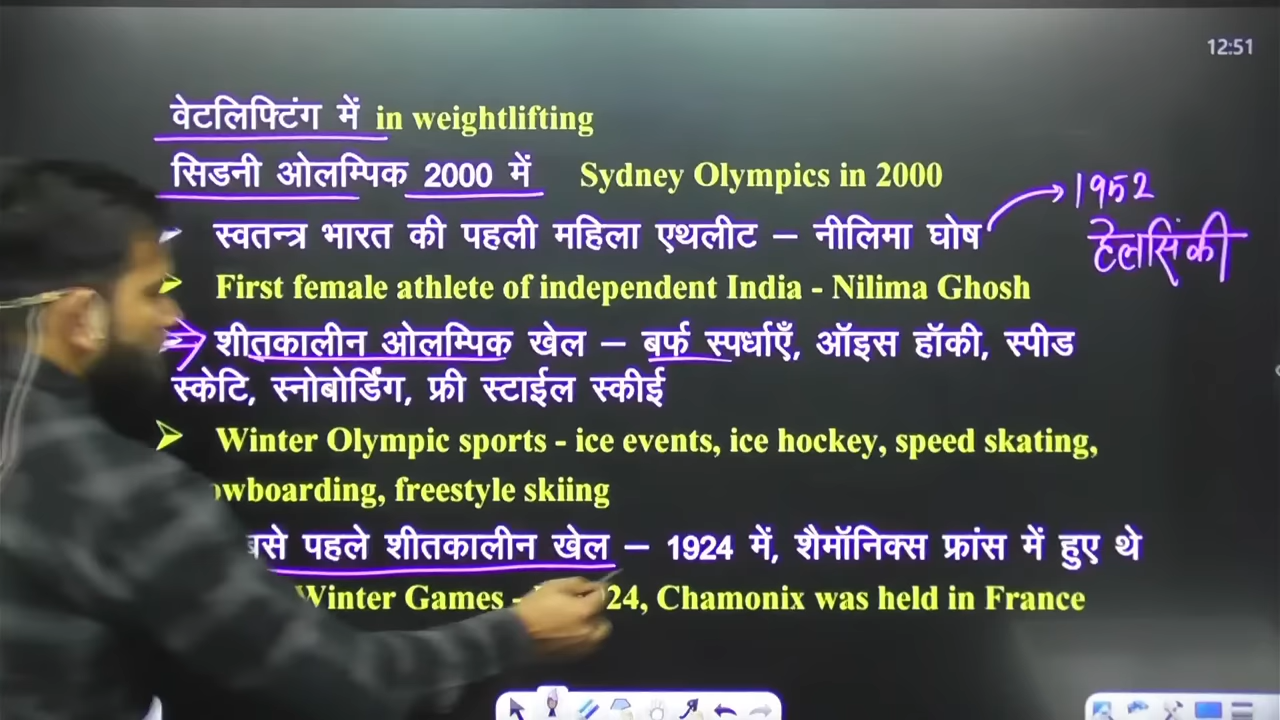 12:51
वेटलिफ्टिंग में in weightlifting
सिडनी ओलम्पिक 2000 में Sydney Olympics in 2000
1952
हेलसिंकी
स्वतन्त्र भारत की पहली महिला एथलीट – नीलिमा घोष
First female athlete of independent India - Nilima Ghosh
शीतकालीन ओलम्पिक खेल – बर्फ स्पर्धाएँ, ऑइस हॉकी, स्पीड
स्केटि, स्नोबोर्डिंग, फ्री स्टाईल स्कीई
Winter Olympic sports - ice events, ice hockey, speed skating,
freestyle skiing
पहले शीतकालीन खेल – 1924 में, शैमॉनिक्स फ्रांस में हुए थे
Winter Games - 24, Chamonix was held in France